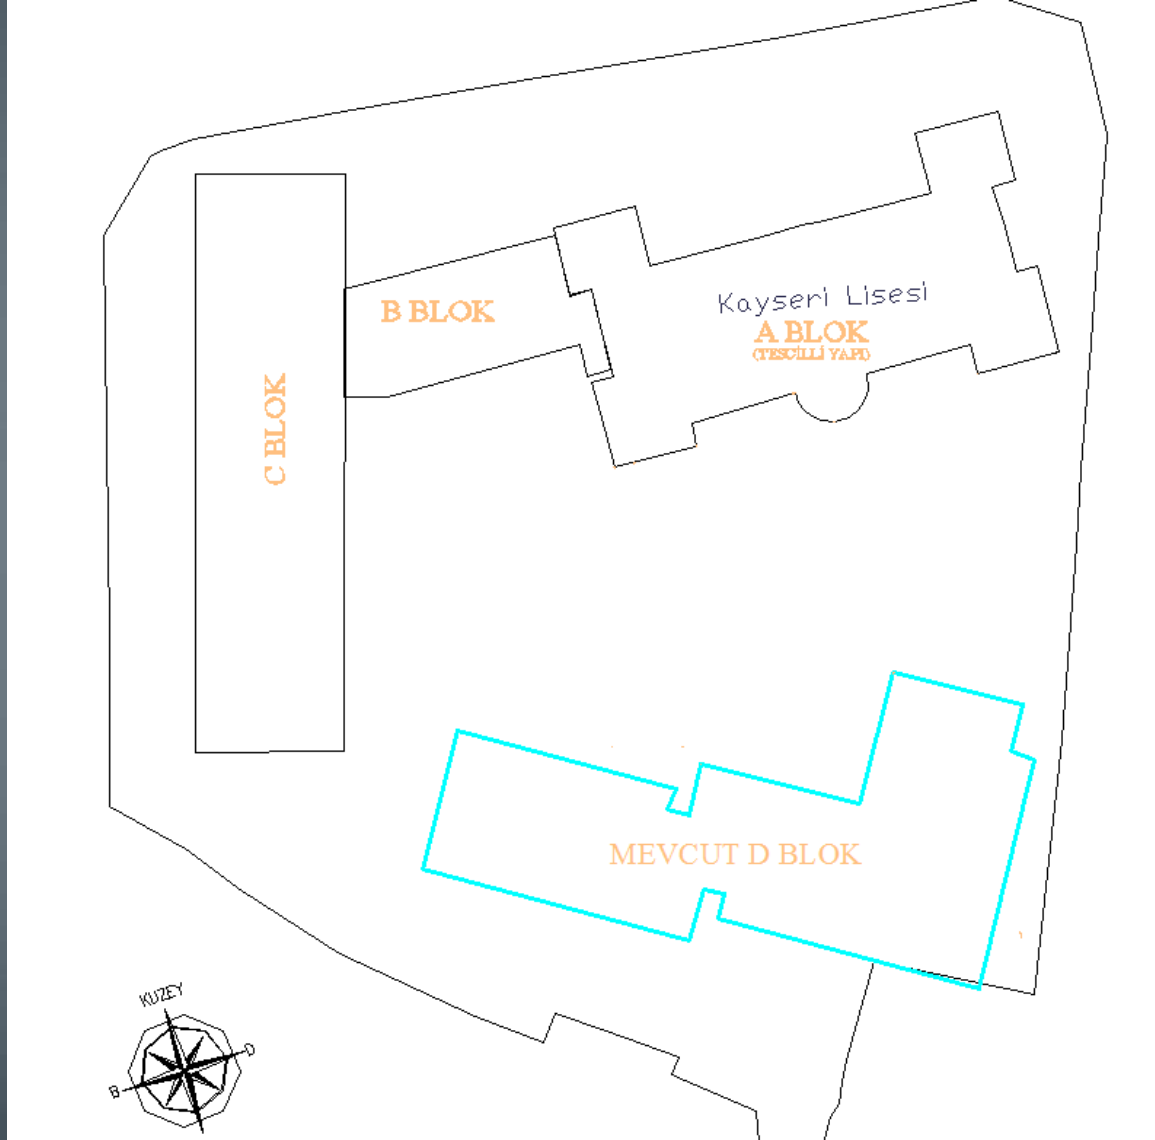 Kayseri Lisesi
A BLOK
(TESCİLLİ YAPI)
B BLOK
C BLOK
MEVCUT D BLOK
KUZEY
D
B